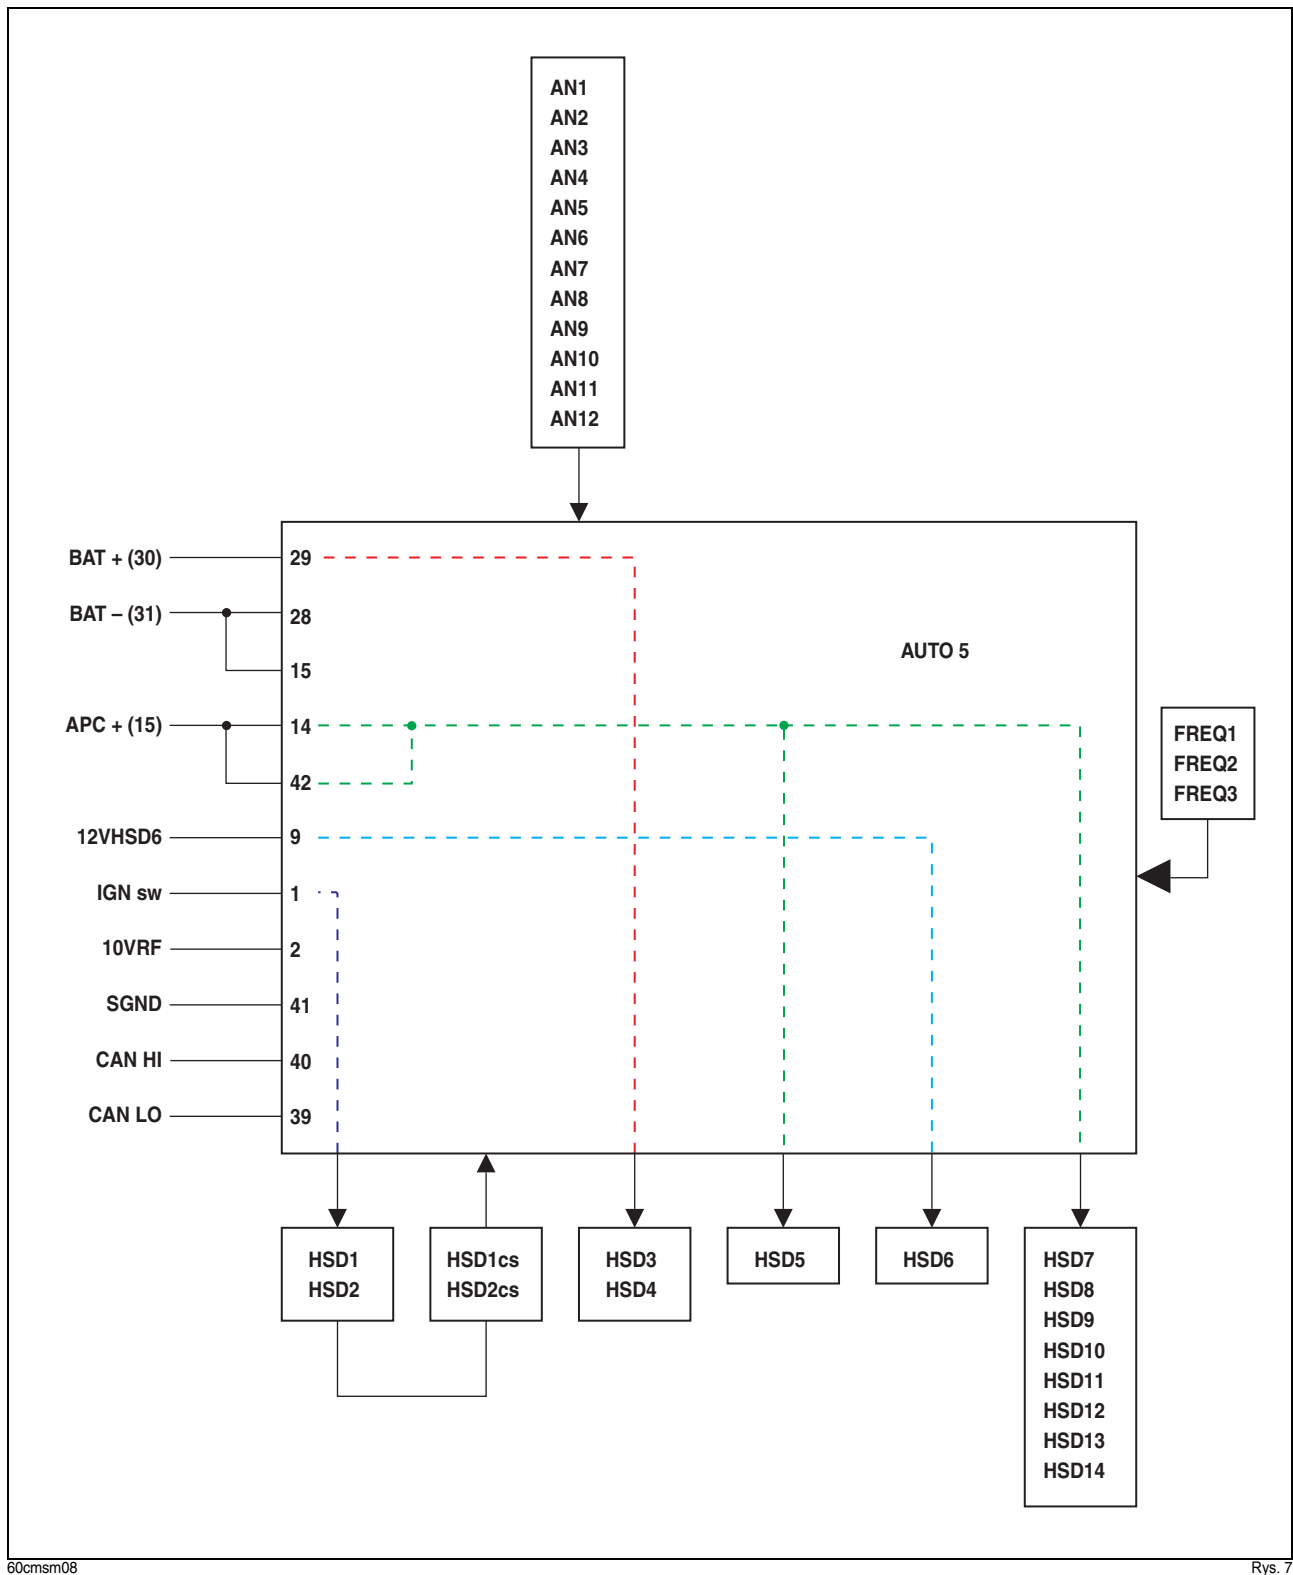 AN1
AN2
AN3
AN4
AN5
AN6
AN7
AN8
AN9
AN10
AN11
AN12
BAT + (30)
29
BAT – (31)
28
15
AUTO 5
APC + (15)
14
42
FREQ1
FREQ2
FREQ3
12VHSD6
9
IGN sw
1
10VRF
2
SGND
41
CAN HI
40
CAN LO
39
HSD1
HSD2
HSD1cs
HSD2cs
HSD3
HSD4
HSD5
HSD6
HSD7
HSD8
HSD9
HSD10
HSD11
HSD12
HSD13
HSD14
60cmsm08
Rys. 7